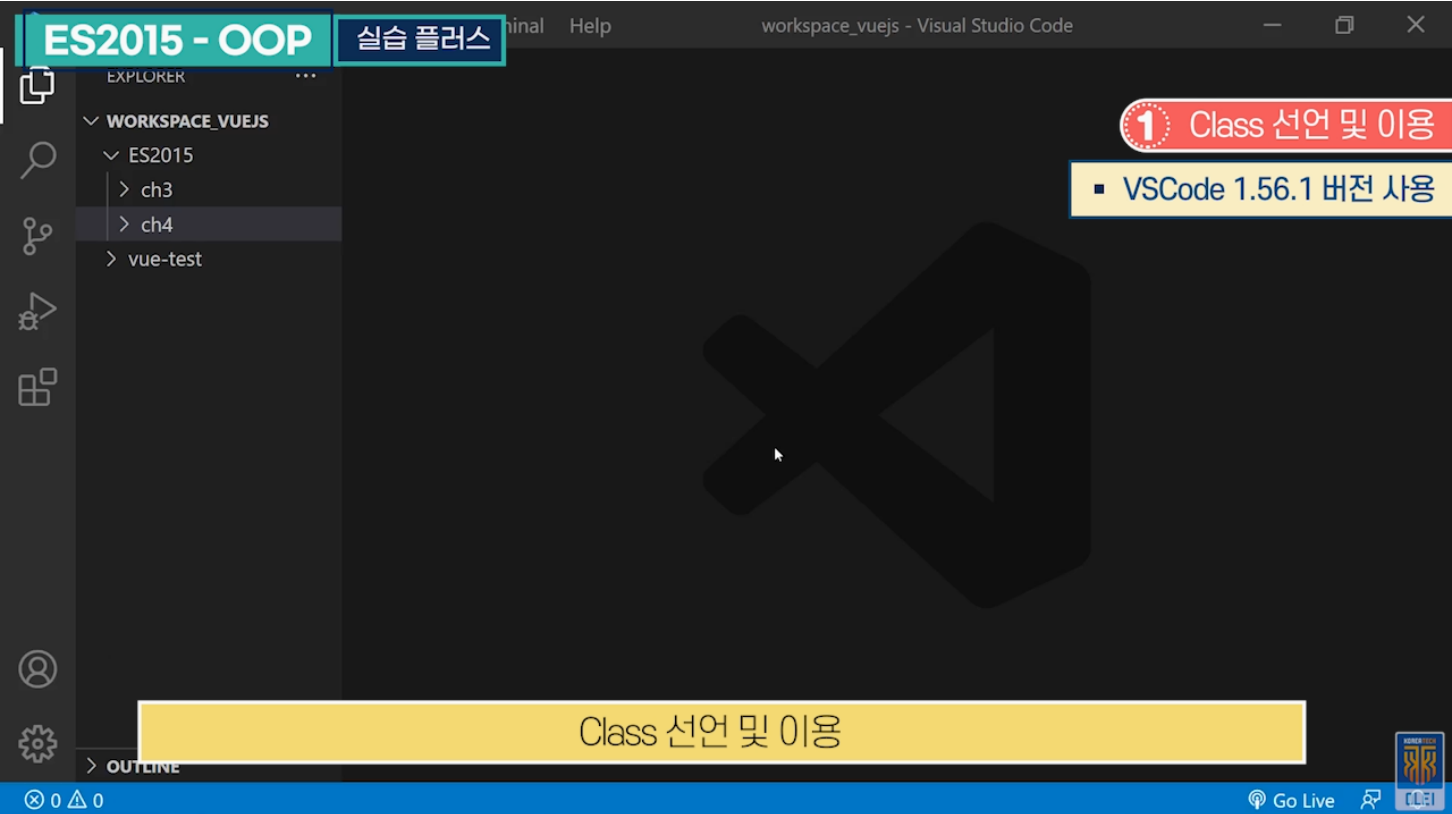 ES2015 - OOP
실습 플러스
Help
workspace_vuejs - Visual Studio Code
EXPLORER
1 Class 선언 및 이용
▪ VSCode 1.56.1 버전 사용
WORKSPACE_VUEJS
ES2015
ch3
ch4
vue-test
Class 선언 및 이용
OUTLINE
0 0
Go Live
KOREATECH